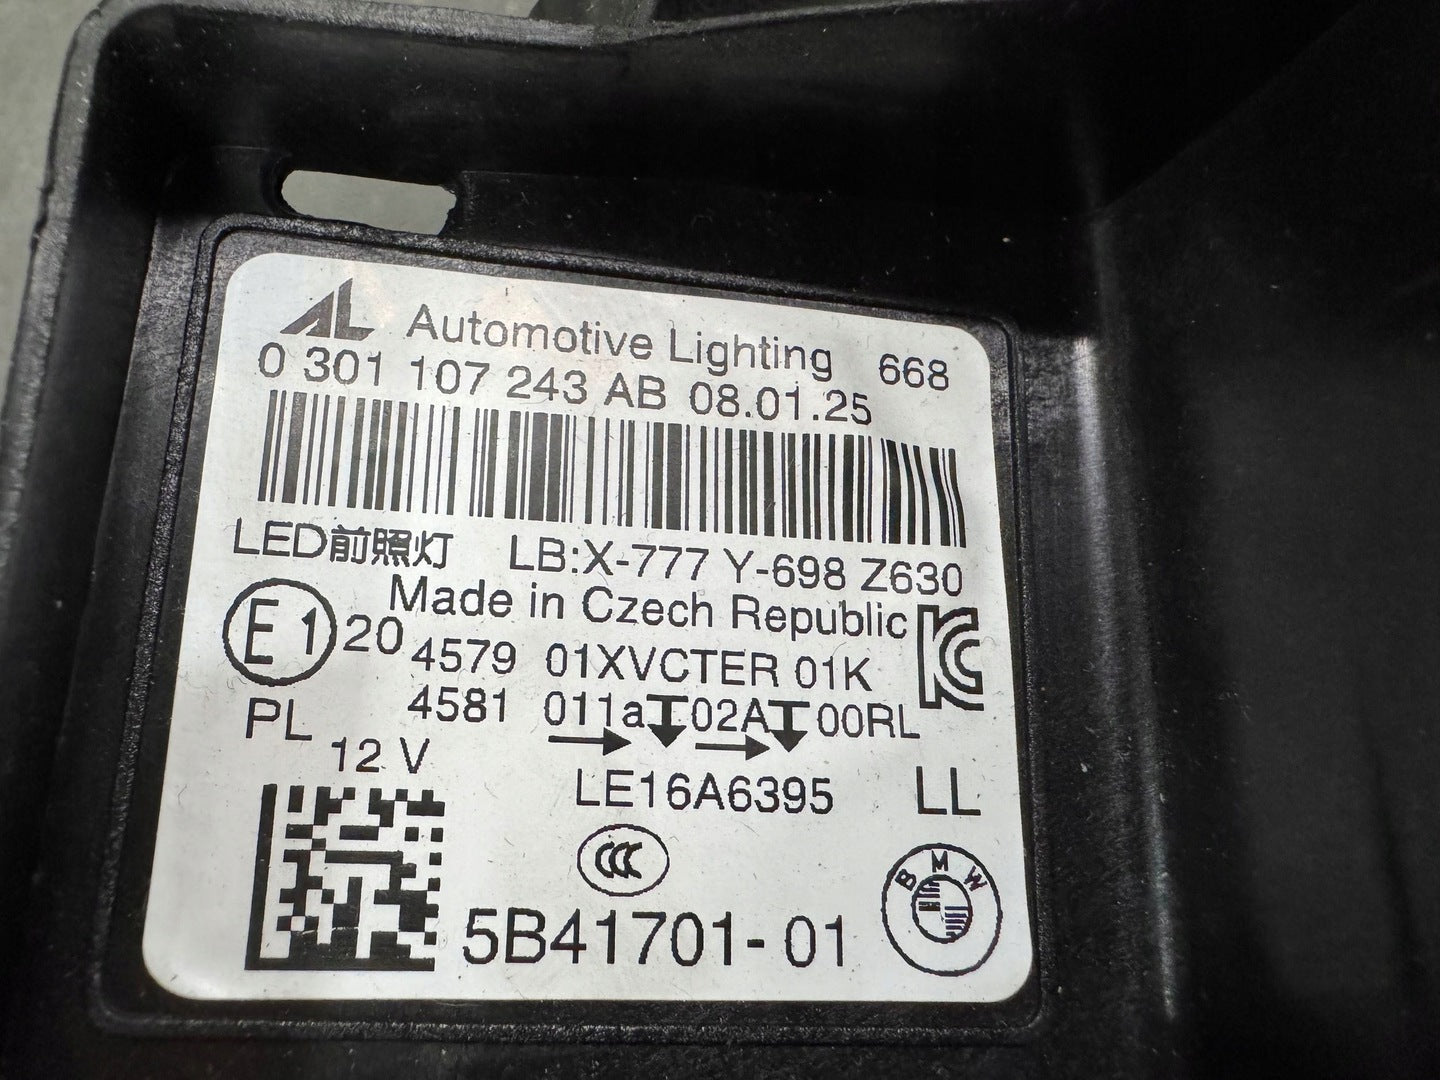 AL Automotive Lighting 668
0 301 107 243 AB 08.01.25
LED前照灯 LB:X-777 Y-698 Z630
Made in Czech Republic
E1 20 4579 01XVCTER 01K
PL 4581 011a 02A 00RL
12 V
LE16A6395 LL
CCC
5B41701-01
BMW